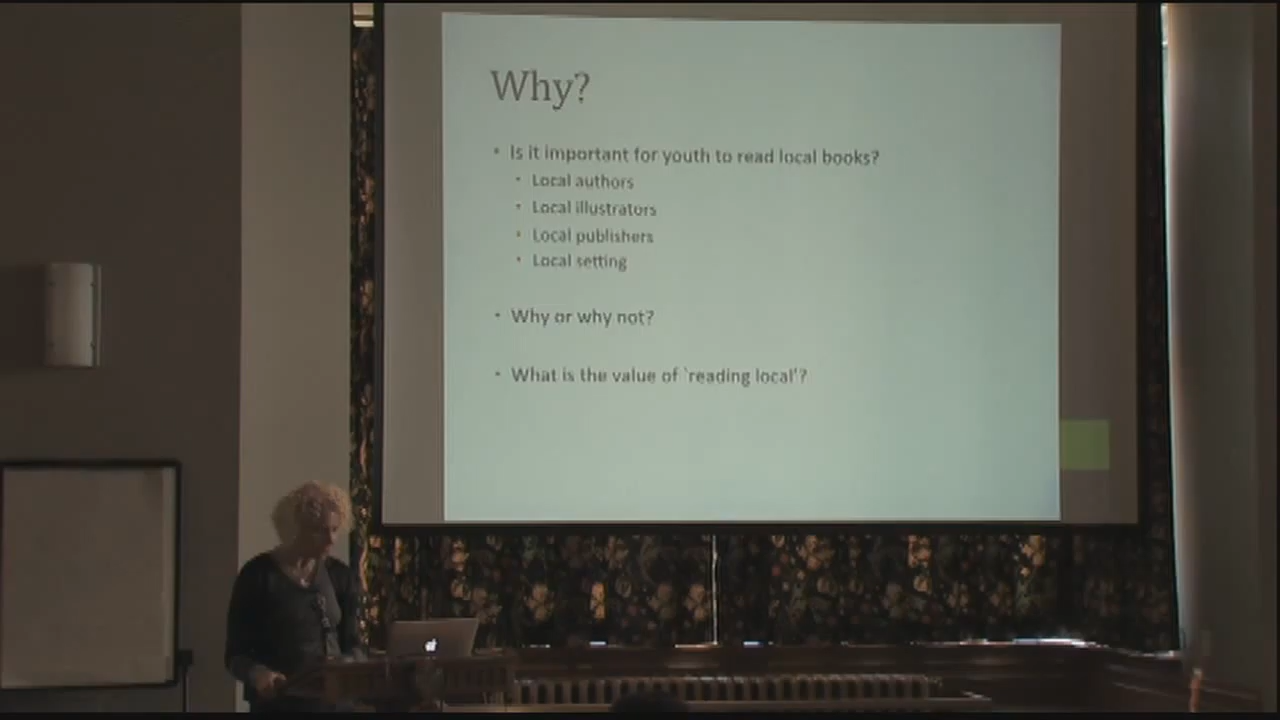 Why?
• Is it important for youth to read local books?
• Local authors
• Local illustrators
• Local publishers
• Local setting
• Why or why not?
• What is the value of `reading local'?